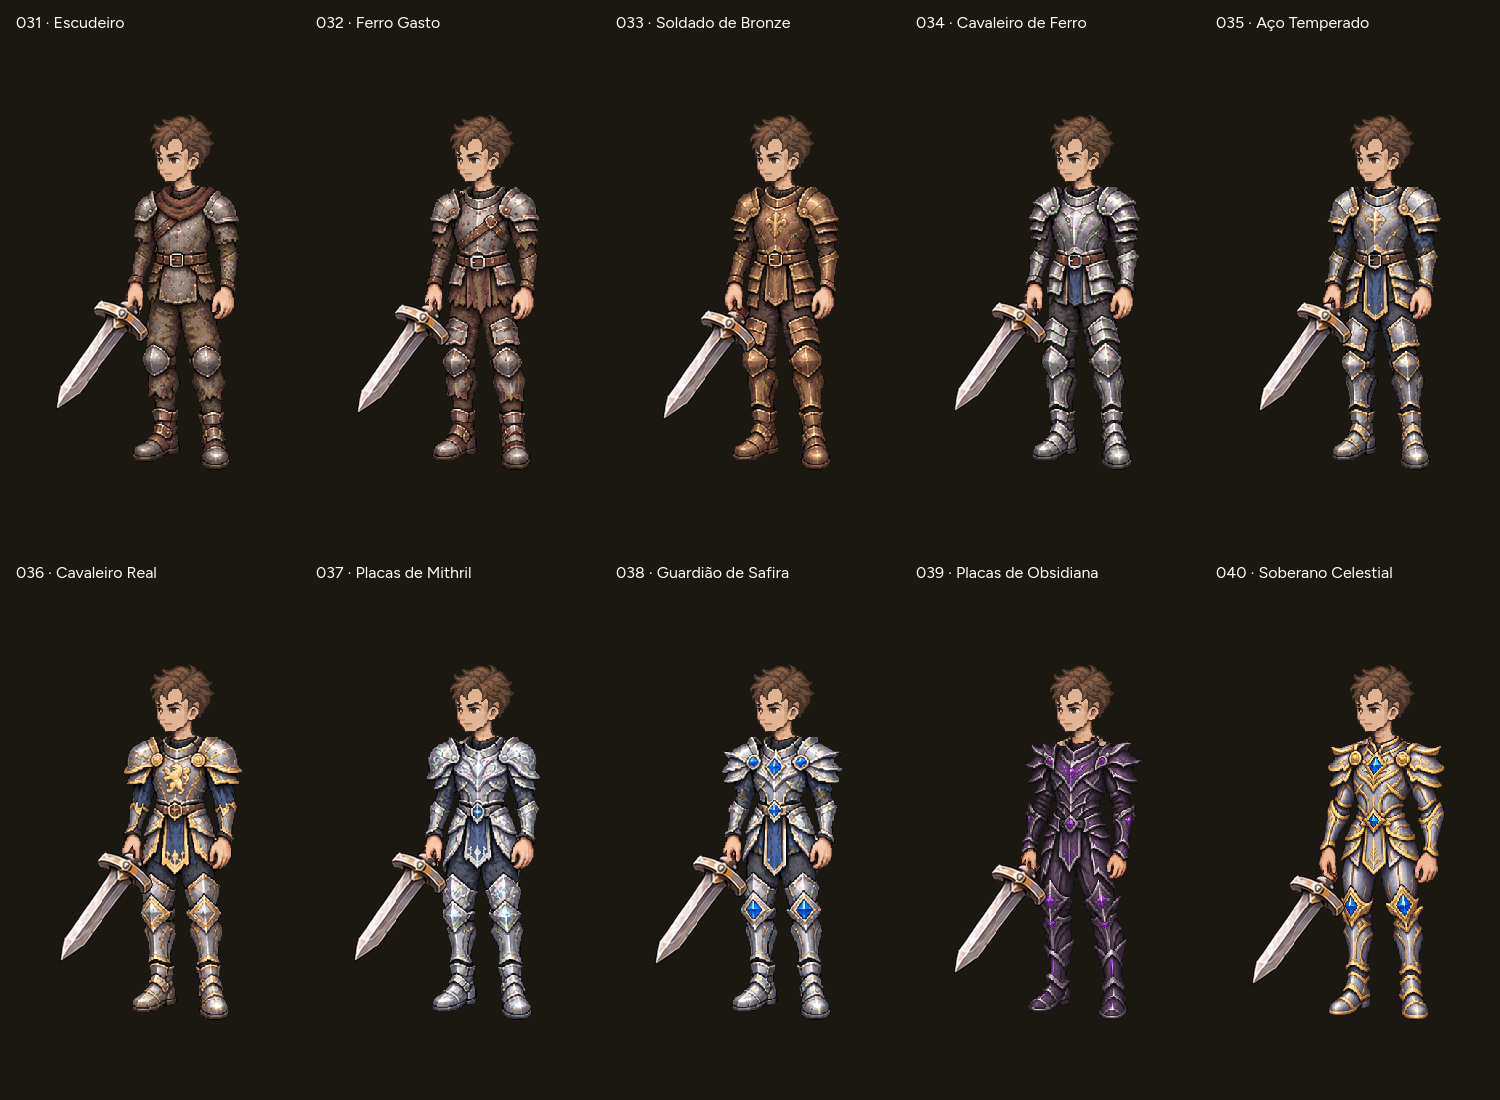 031 · Escudeiro
032 · Ferro Gasto
033 · Soldado de Bronze
034 · Cavaleiro de Ferro
035 · Aço Temperado
036 · Cavaleiro Real
037 · Placas de Mithril
038 · Guardião de Safira
039 · Placas de Obsidiana
040 · Soberano Celestial